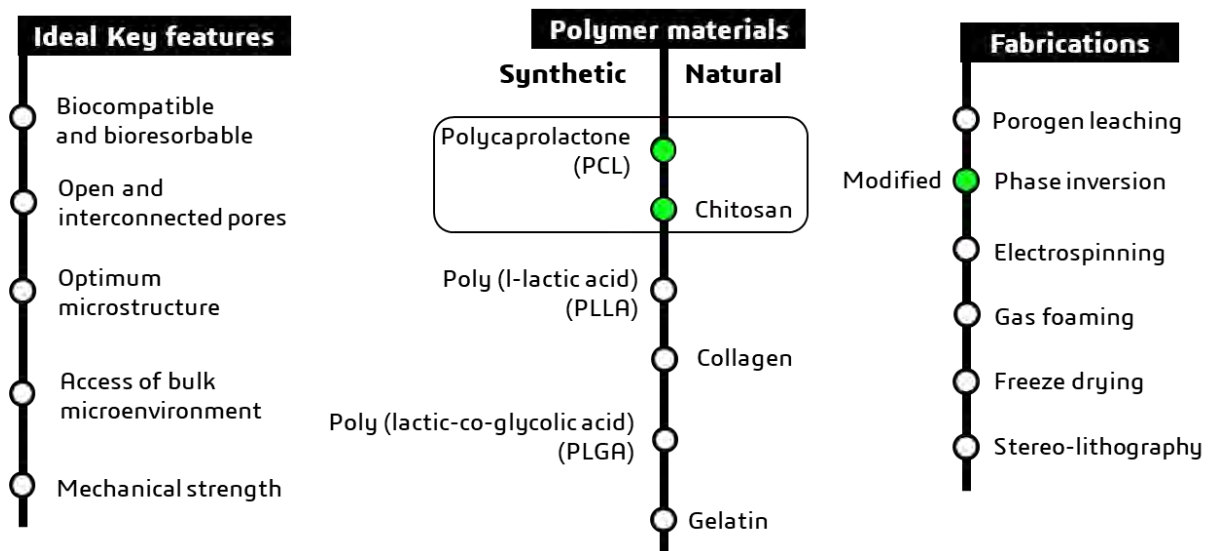 Ideal Key features
Biocompatible
and bioresorbable
Open and
interconnected pores
Optimum
microstructure
Access of bulk
microenvironment
Mechanical strength
Polymer materials
Synthetic Natural
Polycaprolactone
(PCL)
Chitosan
Poly (l-lactic acid)
(PLLA)
Collagen
Poly (lactic-co-glycolic acid)
(PLGA)
Gelatin
Fabrications
Porogen leaching
Modified Phase inversion
Electrospinning
Gas foaming
Freeze drying
Stereo-lithography